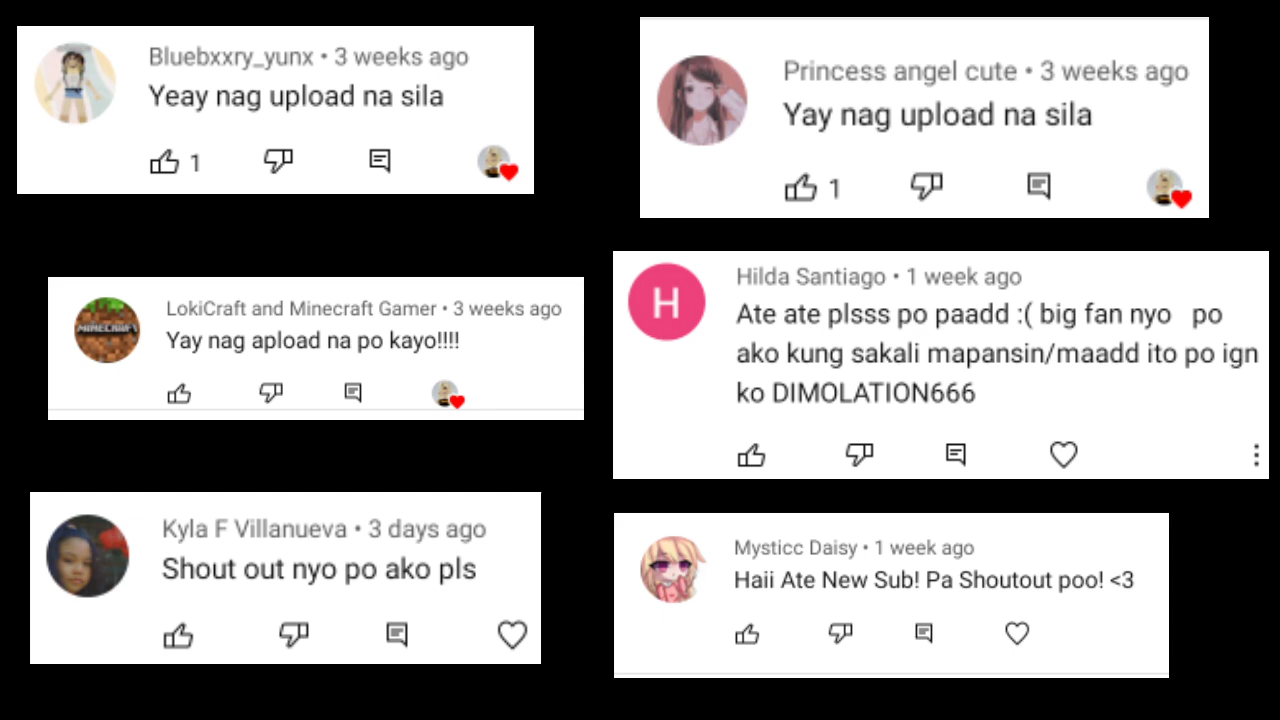 Bluebxxry_yunx • 3 weeks ago
Yeay nag upload na sila
1
Princess angel cute • 3 weeks ago
Yay nag upload na sila
1
MINECRAFT
LokiCraft and Minecraft Gamer • 3 weeks ago
Yay nag apload na po kayo!!!!
H
Hilda Santiago • 1 week ago
Ate ate plsss po paadd :( big fan nyo po
ako kung sakali mapansin/maadd ito po ign
ko DIMOLATION666
Kyla F Villanueva • 3 days ago
Shout out nyo po ako pls
Mysticc Daisy • 1 week ago
Haii Ate New Sub! Pa Shoutout poo! <3